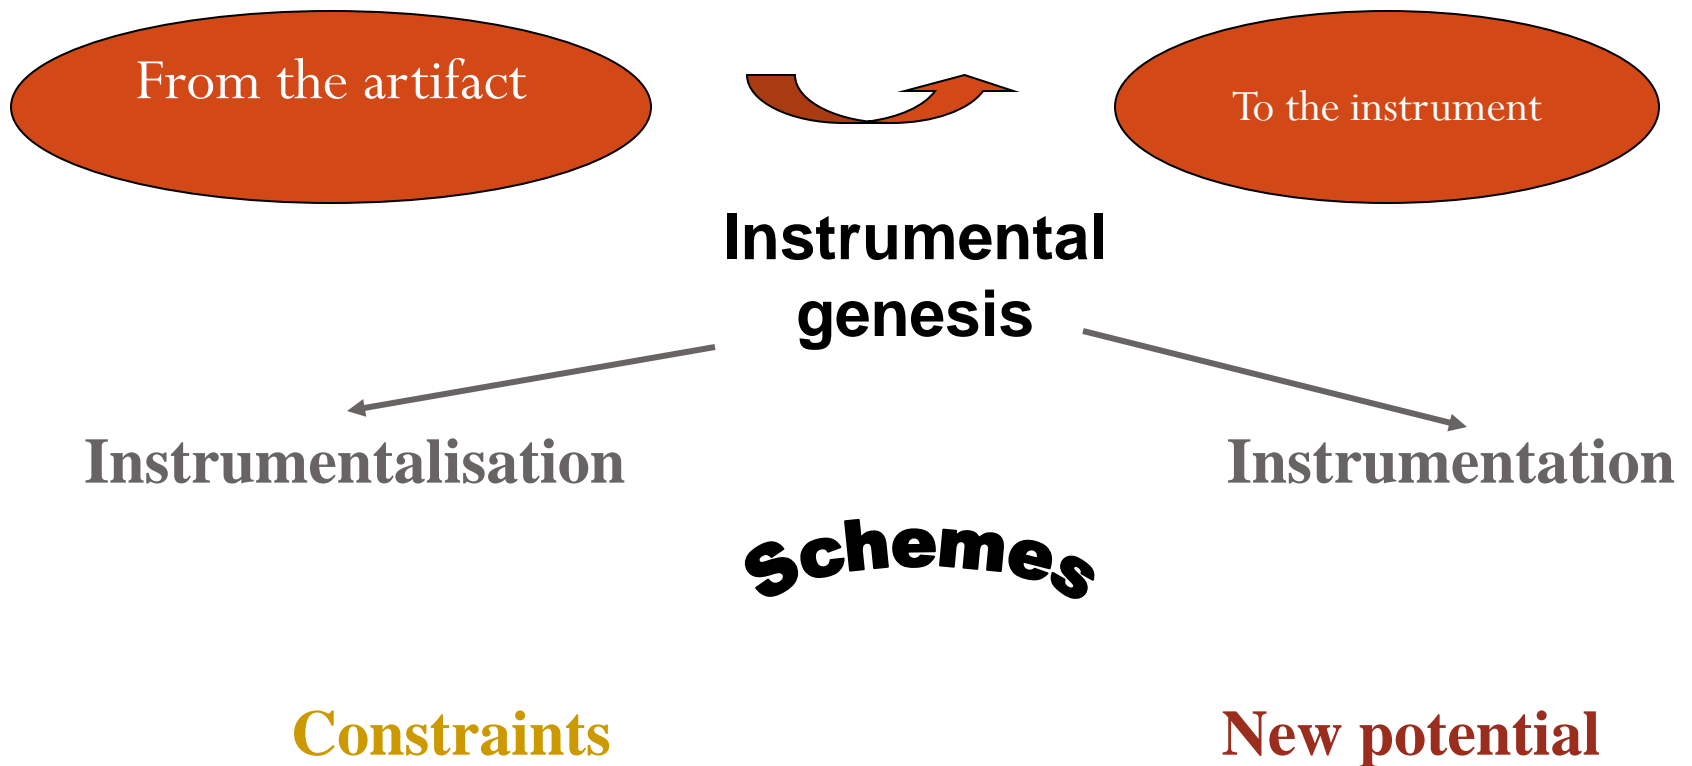 From the artifact
To the instrument
Instrumental
genesis
Instrumentalisation
Instrumentation
Schemes
Constraints
New potential